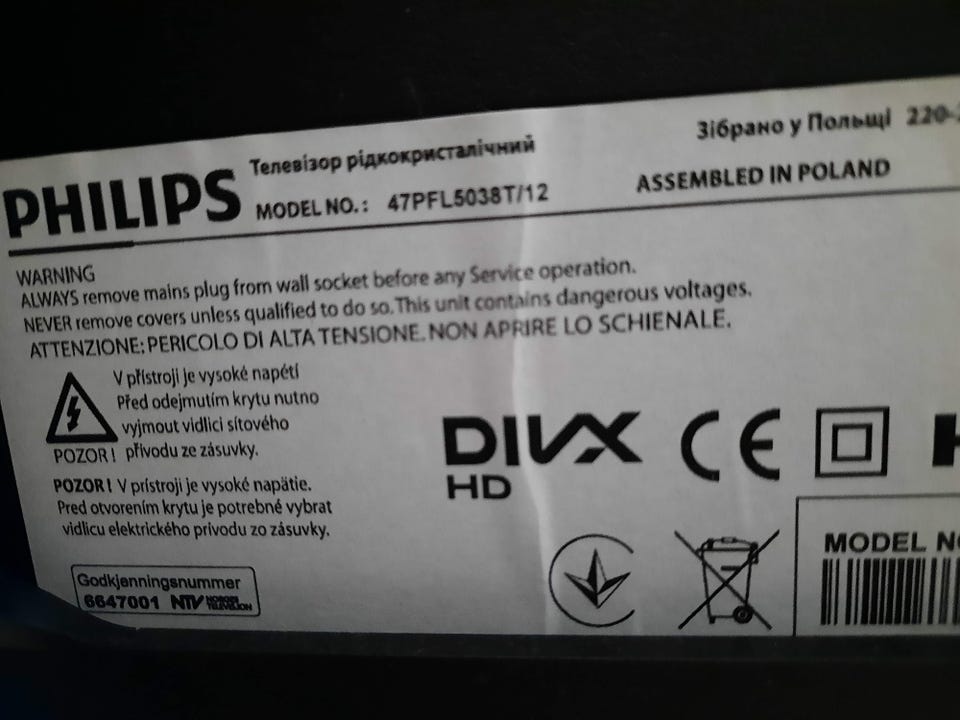 Телевізор рідкокристалічний
Зібрано у Польщі 220-
PHILIPS
MODEL NO.: 47PFL5038T/12
ASSEMBLED IN POLAND
WARNING
ALWAYS remove mains plug from wall socket before any Service operation.
NEVER remove covers unless qualified to do so. This unit contains dangerous voltages.
ATTENZIONE: PERICOLO DI ALTA TENSIONE. NON APRIRE LO SCHIENALE.
V přístroji je vysoké napětí
Před odejmutím krytu nutno
vyjmout vidlici síťového
POZOR! přívodu ze zásuvky.
POZOR! V prístroji je vysoké napätie.
Pred otvorením krytu je potrebné vybrat
vidlicu elektrického prívodu zo zásuvky.
DIVX
HD
CE
Godkjenningsnummer
6647001 NTV NORGES TELEVISJON
MODEL N